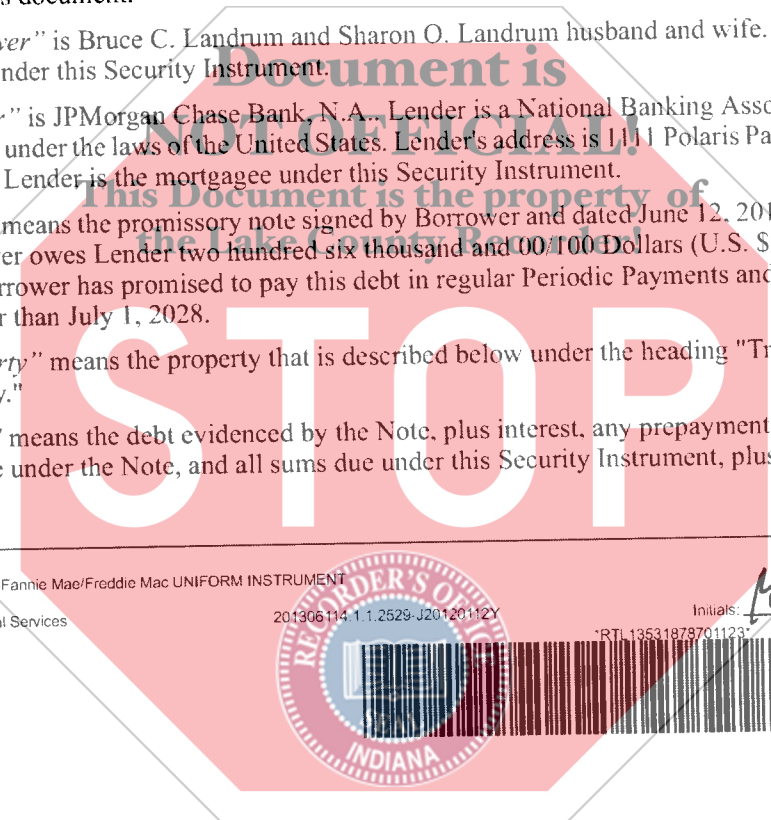 s document.
ver" is Bruce C. Landrum and Sharon O. Landrum husband and wife.
nder this Security Instrument.
Document is
r" is JPMorgan Chase Bank, N.A.. Lender is a National Banking Asso
NOT OFFICIAL!
under the laws of the United States. Lender's address is 1111 Polaris Pa
Lender is the mortgagee under this Security Instrument.
This Document is the property of
means the promissory note signed by Borrower and dated June 12, 201
the Lake County Recorder!
er owes Lender two hundred six thousand and 00/100 Dollars (U.S. $
rrower has promised to pay this debt in regular Periodic Payments and
r than July 1, 2028.
STOP
rty" means the property that is described below under the heading "Tr
y."
" means the debt evidenced by the Note, plus interest, any prepayment
e under the Note, and all sums due under this Security Instrument, plus
Fannie Mae/Freddie Mac UNIFORM INSTRUMENT
al Services
201306114.1.1.2529-J20120112Y
Initials:
*RTL13531878701123*
RECORDER'S OFFICE
SEAL
INDIANA